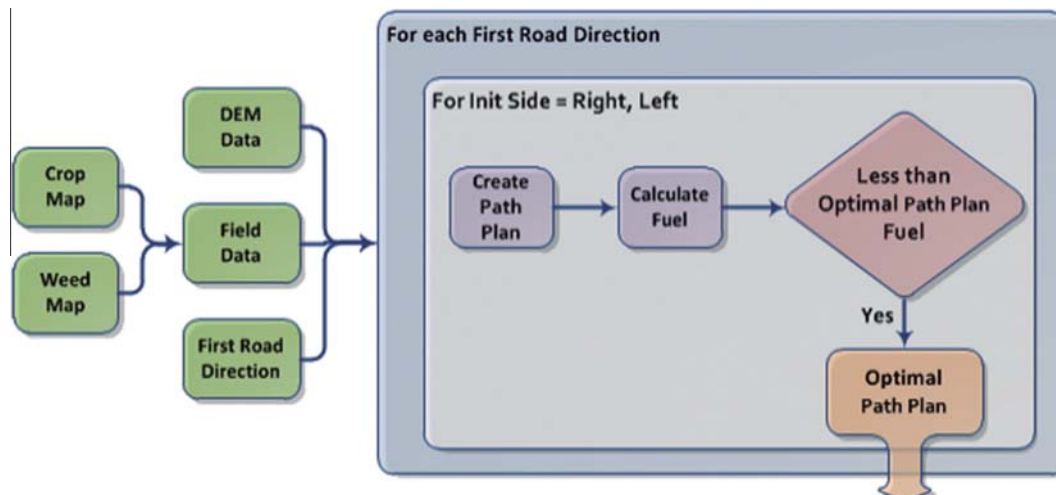 For each First Road Direction
For Init Side = Right, Left
DEM
Data
Crop
Map
Field
Data
Weed
Map
First Road
Direction
Create
Path
Plan
Calculate
Fuel
Less than
Optimal Path Plan
Fuel
Yes
Optimal
Path Plan